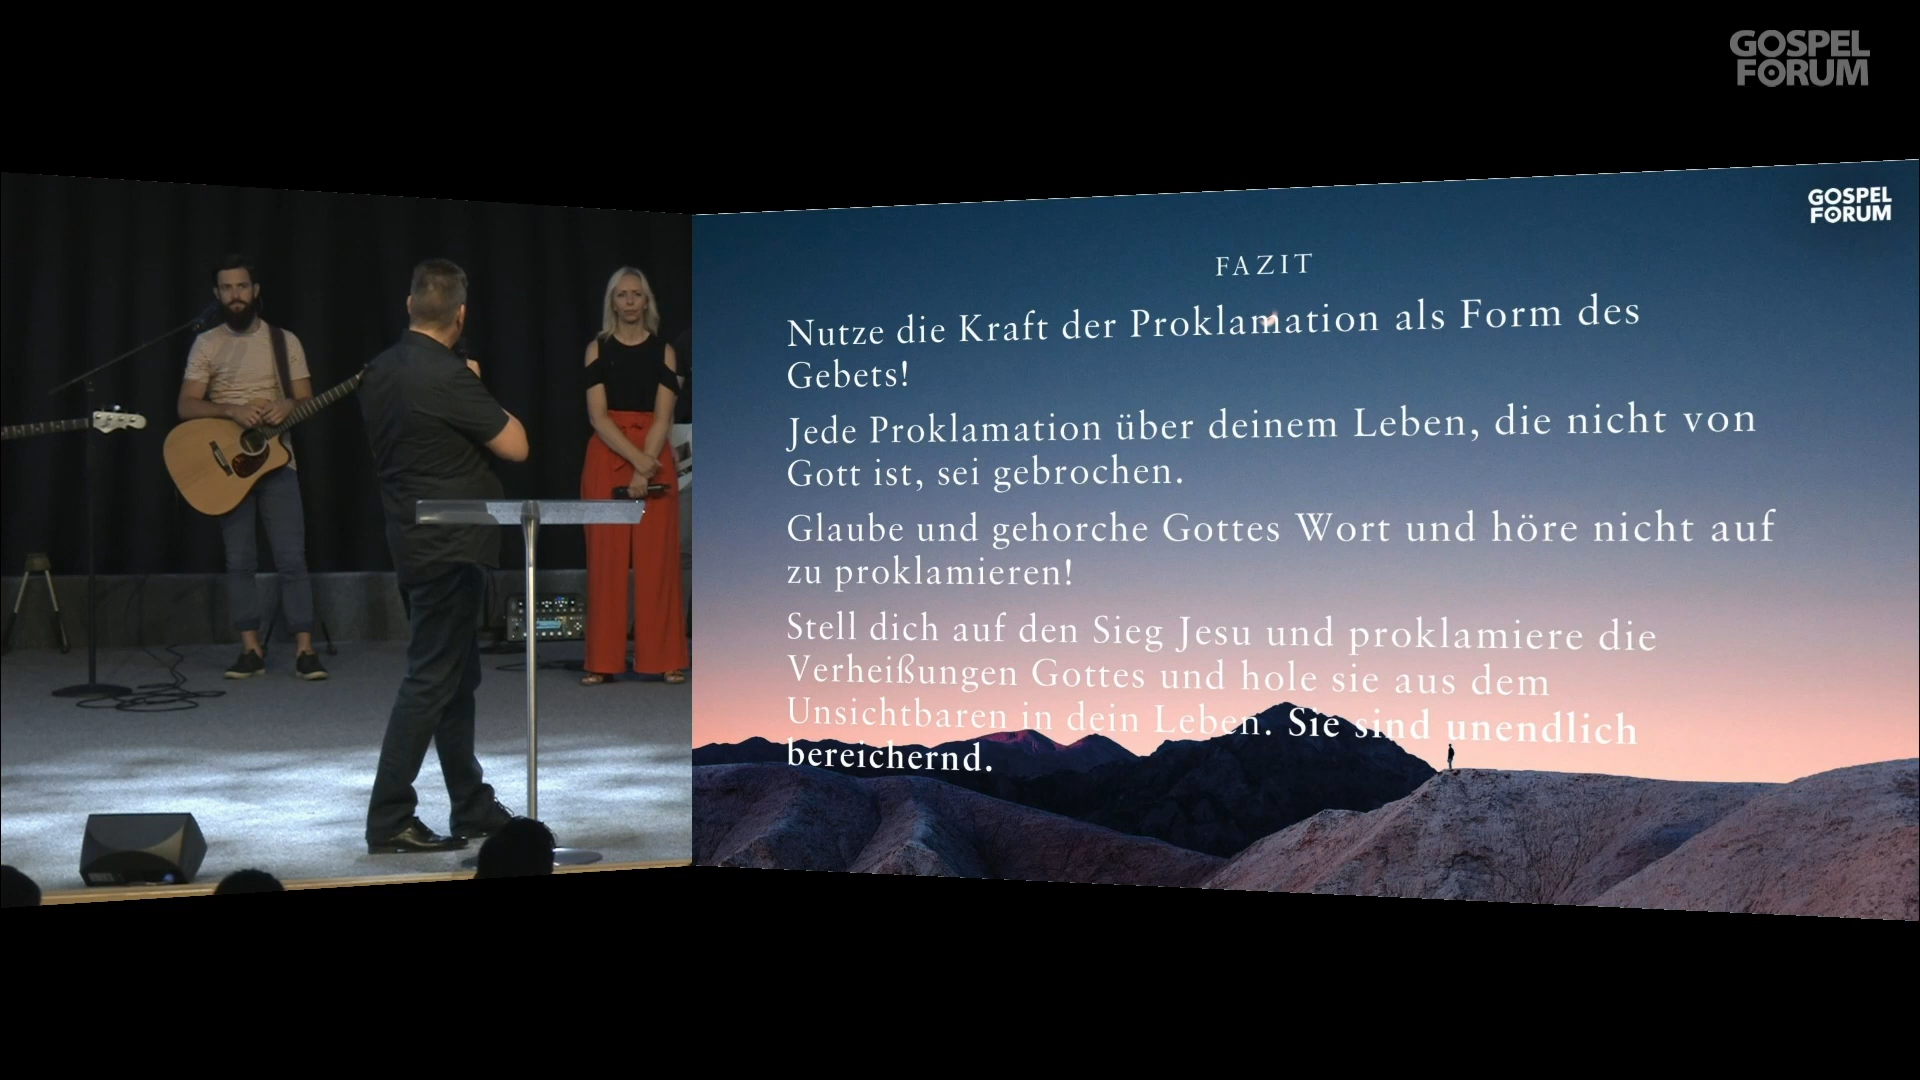 GOSPEL
FORUM
GOSPEL
FORUM
FAZIT
Nutze die Kraft der Proklamation als Form des
Gebets!
Jede Proklamation über deinem Leben, die nicht von
Gott ist, sei gebrochen.
Glaube und gehorche Gottes Wort und höre nicht auf
zu proklamieren!
Stell dich auf den Sieg Jesu und proklamiere die
Verheißungen Gottes und hole sie aus dem
Unsichtbaren in dein Leben. Sie sind unendlich
bereichernd.